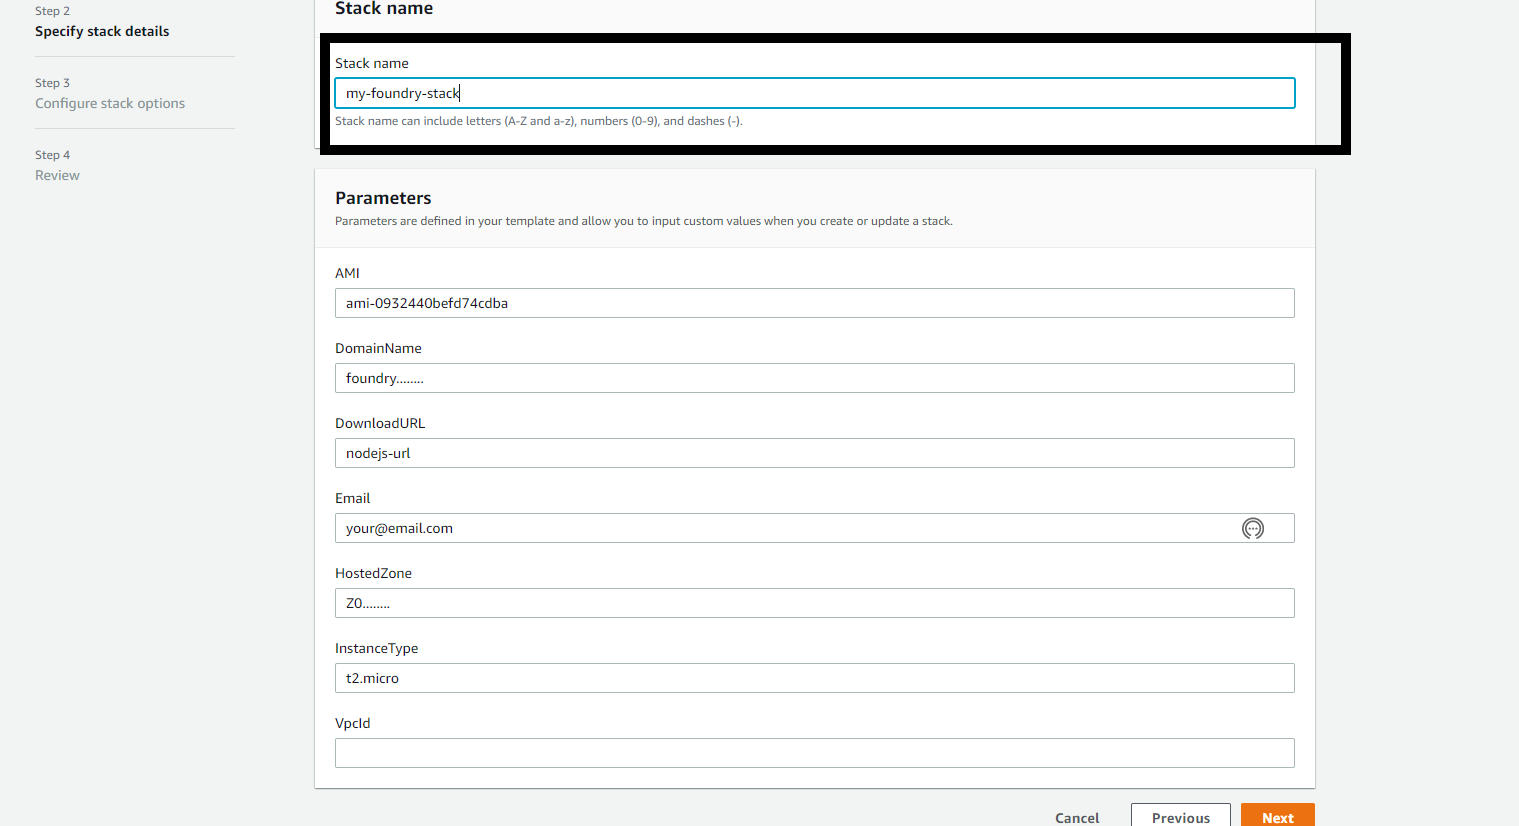 Step 2
Specify stack details
Step 3
Configure stack options
Step 4
Review
Stack name
Stack name
my-foundry-stack
Stack name can include letters (A-Z and a-z), numbers (0-9), and dashes (-).
Parameters
Parameters are defined in your template and allow you to input custom values when you create or update a stack.
AMI
ami-0932440befd74cdba
DomainName
foundry........
DownloadURL
nodejs-url
Email
your@email.com
HostedZone
Z0........
InstanceType
t2.micro
VpcId
Cancel
Previous
Next